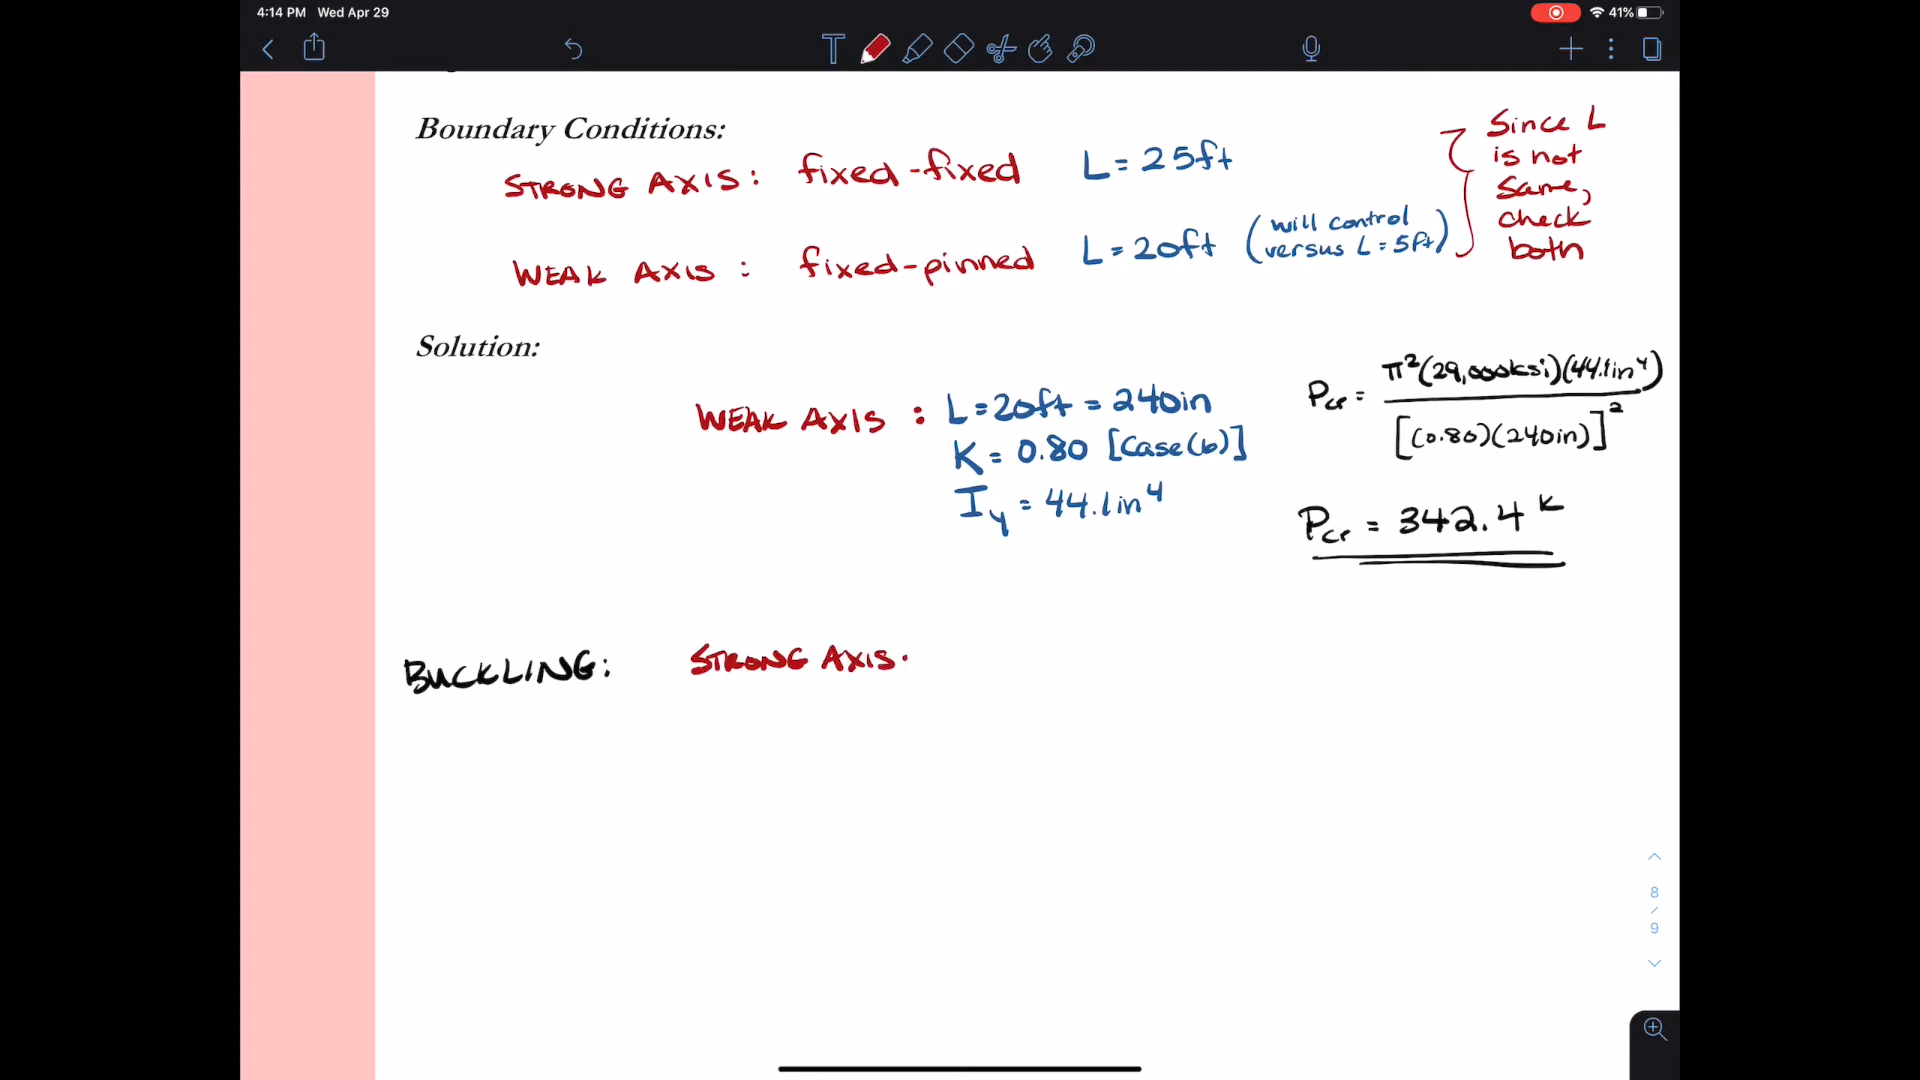 4:14 PM Wed Apr 29
41%
Boundary Conditions:
STRONG AXIS: fixed-fixed L = 25ft
WEAK AXIS: fixed-pinned L = 20ft (will control versus L = 5ft)
Since L
is not
same,
check
both
Solution:
WEAK AXIS: L = 20ft = 240in
K = 0.80 [Case(b)]
Iy = 44.1in⁴
Pcr = π²(29,000ksi)(44.1in⁴) / [(0.80)(240in)]²
Pcr = 342.4 k
BUCKLING: STRONG AXIS.
8
/
9